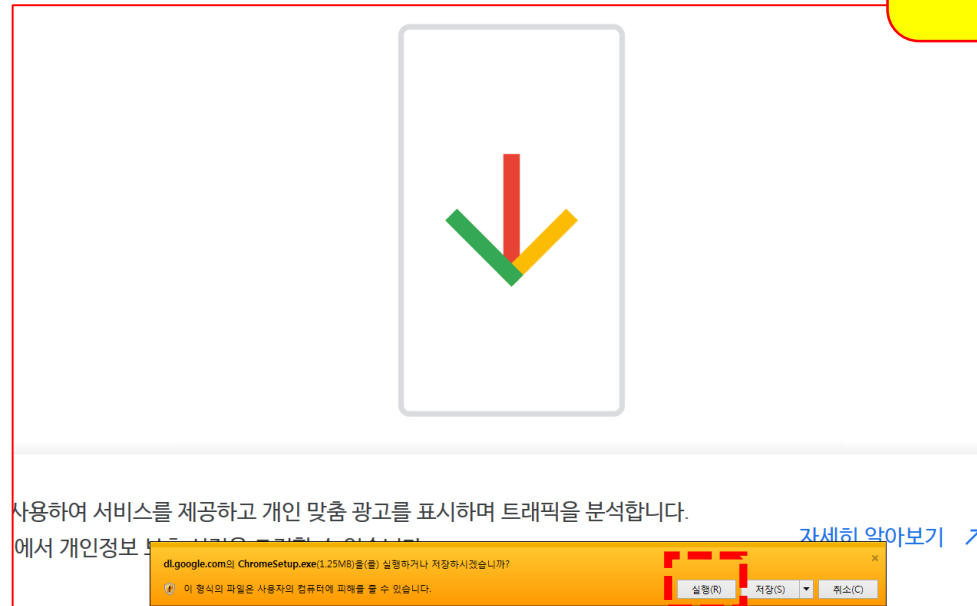 사용하여 서비스를 제공하고 개인 맞춤 광고를 표시하며 트래픽을 분석합니다.
에서 개인정보
자세히 알아보기
dl.google.com의 ChromeSetup.exe(1.25MB)을(를) 실행하거나 저장하시겠습니까?
이 형식의 파일은 사용자의 컴퓨터에 피해를 줄 수 있습니다.
실행(R) 저장(S) 취소(C)